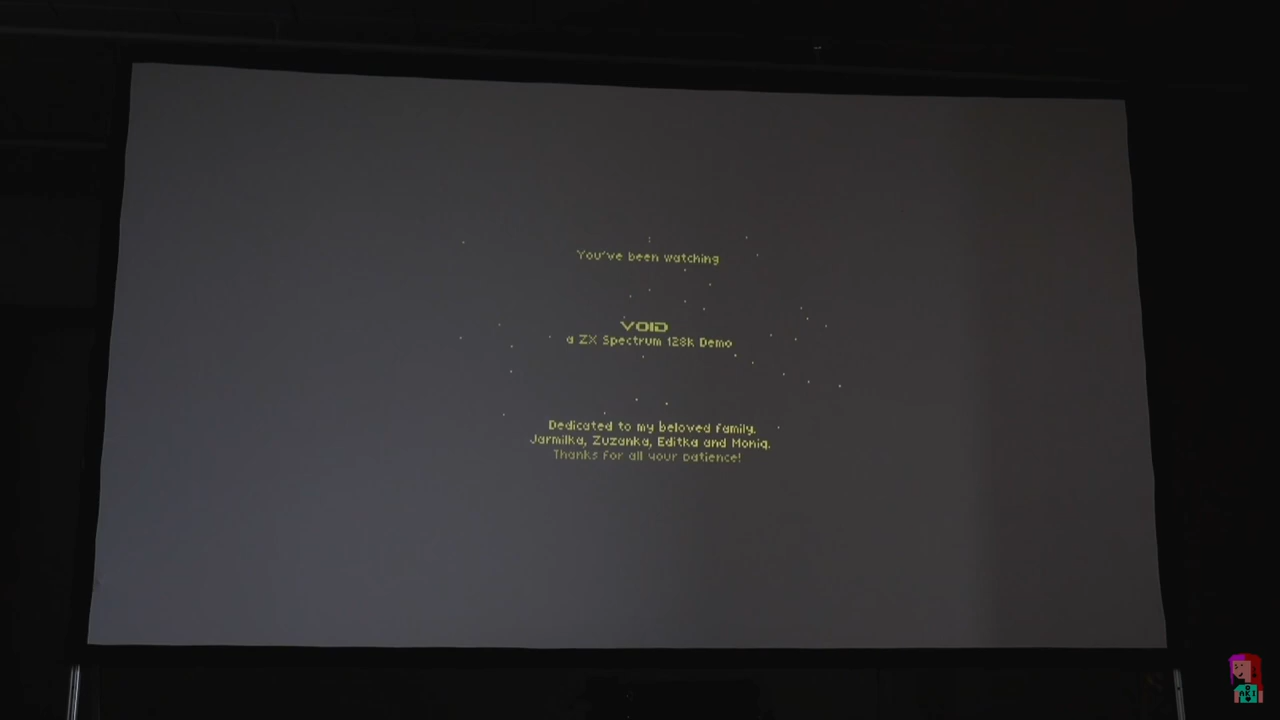 You've been watching
VOID
a ZX Spectrum 128k Demo
Dedicated to my beloved family.
Jarmilka, Zuzanka, Editka and Moniq.
Thanks for all your patience!